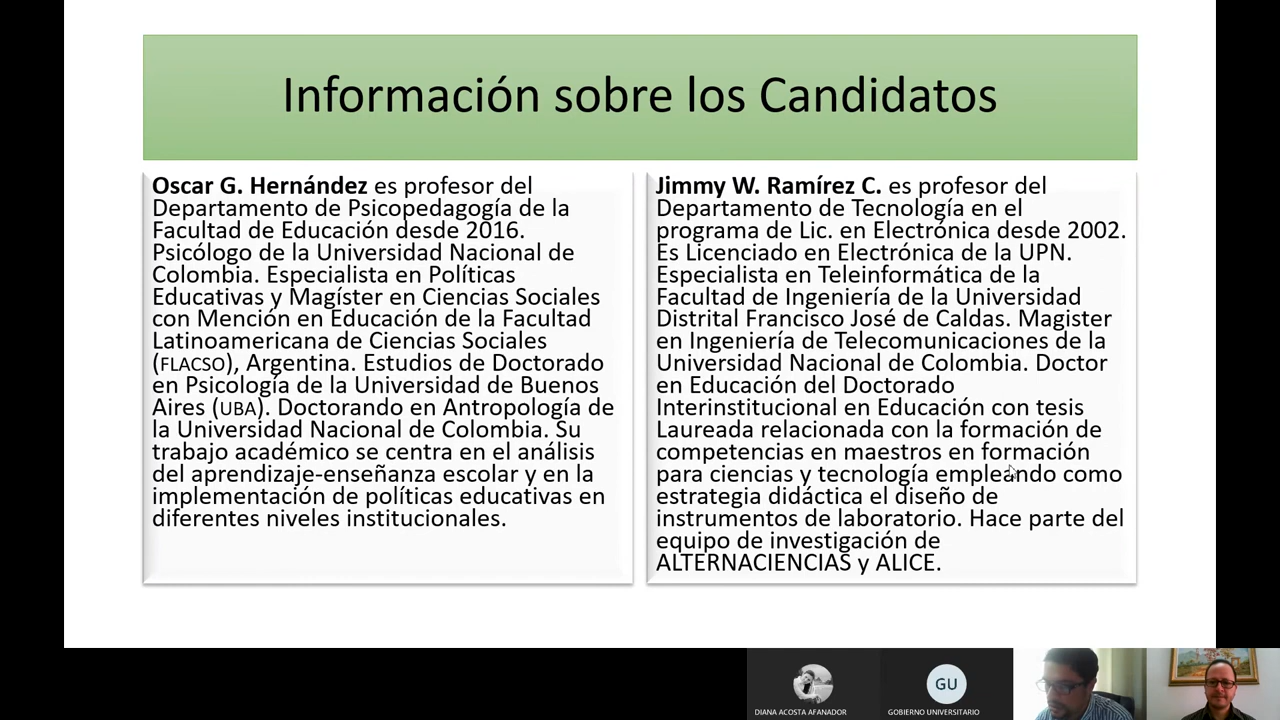 Información sobre los Candidatos
Oscar G. Hernández es profesor del
Departamento de Psicopedagogía de la
Facultad de Educación desde 2016.
Psicólogo de la Universidad Nacional de
Colombia. Especialista en Políticas
Educativas y Magíster en Ciencias Sociales
con Mención en Educación de la Facultad
Latinoamericana de Ciencias Sociales
(FLACSO), Argentina. Estudios de Doctorado
en Psicología de la Universidad de Buenos
Aires (UBA). Doctorando en Antropología de
la Universidad Nacional de Colombia. Su
trabajo académico se centra en el análisis
del aprendizaje-enseñanza escolar y en la
implementación de políticas educativas en
diferentes niveles institucionales.
Jimmy W. Ramírez C. es profesor del
Departamento de Tecnología en el
programa de Lic. en Electrónica desde 2002.
Es Licenciado en Electrónica de la UPN.
Especialista en Teleinformática de la
Facultad de Ingeniería de la Universidad
Distrital Francisco José de Caldas. Magister
en Ingeniería de Telecomunicaciones de la
Universidad Nacional de Colombia. Doctor
en Educación del Doctorado
Interinstitucional en Educación con tesis
Laureada relacionada con la formación de
competencias en maestros en formación
para ciencias y tecnología empleando como
estrategia didáctica el diseño de
instrumentos de laboratorio. Hace parte del
equipo de investigación de
ALTERNACIENCIAS y ALICE.
GU
DIANA ACOSTA AFANADOR
GOBIERNO UNIVERSITARIO